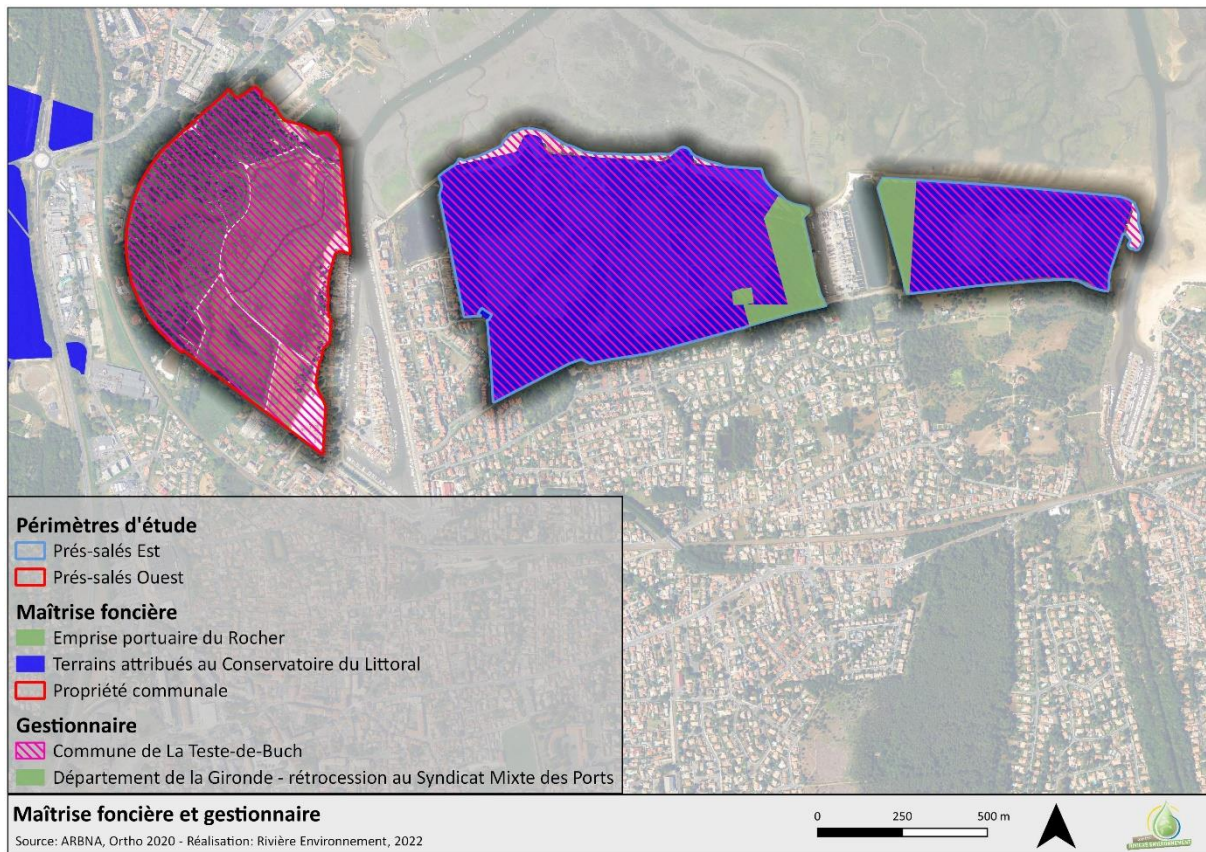 Périmètres d'étude
Prés-salés Est
Prés-salés Ouest
Maîtrise foncière
Emprise portuaire du Rocher
Terrains attribués au Conservatoire du Littoral
Propriété communale
Gestionnaire
Commune de La Teste-de-Buch
Département de la Gironde - rétrocession au Syndicat Mixte des Ports
Maîtrise foncière et gestionnaire
Source: ARBNA, Ortho 2020 - Réalisation: Rivière Environnement, 2022
0 250 500 m
RIVIÈRE ENVIRONNEMENT